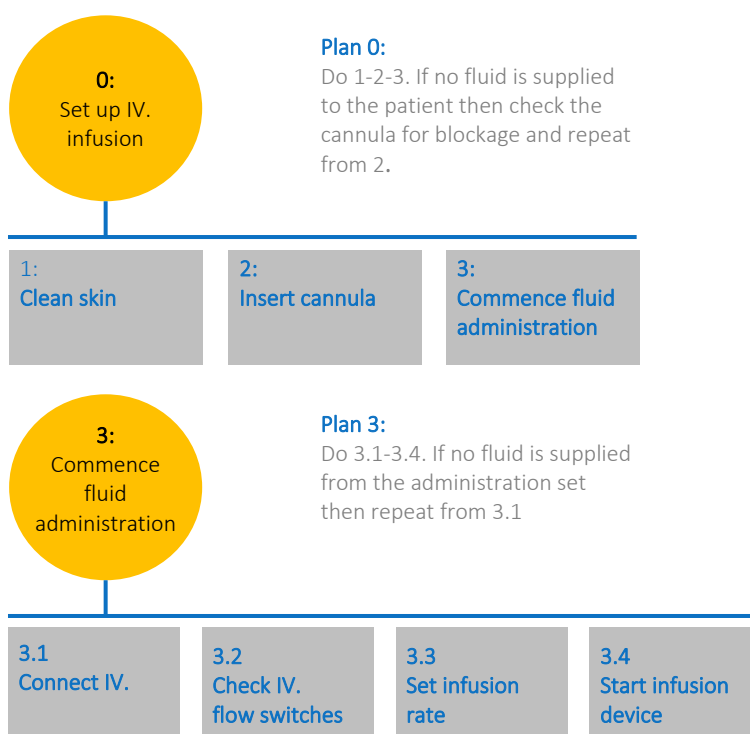 0:
Set up IV.
infusion
Plan 0:
Do 1-2-3. If no fluid is supplied
to the patient then check the
cannula for blockage and repeat
from 2.
1:
Clean skin
2:
Insert cannula
3:
Commence fluid
administration
3:
Commence
fluid
administration
Plan 3:
Do 3.1-3.4. If no fluid is supplied
from the administration set
then repeat from 3.1
3.1
Connect IV.
3.2
Check IV.
flow switches
3.3
Set infusion
rate
3.4
Start infusion
device